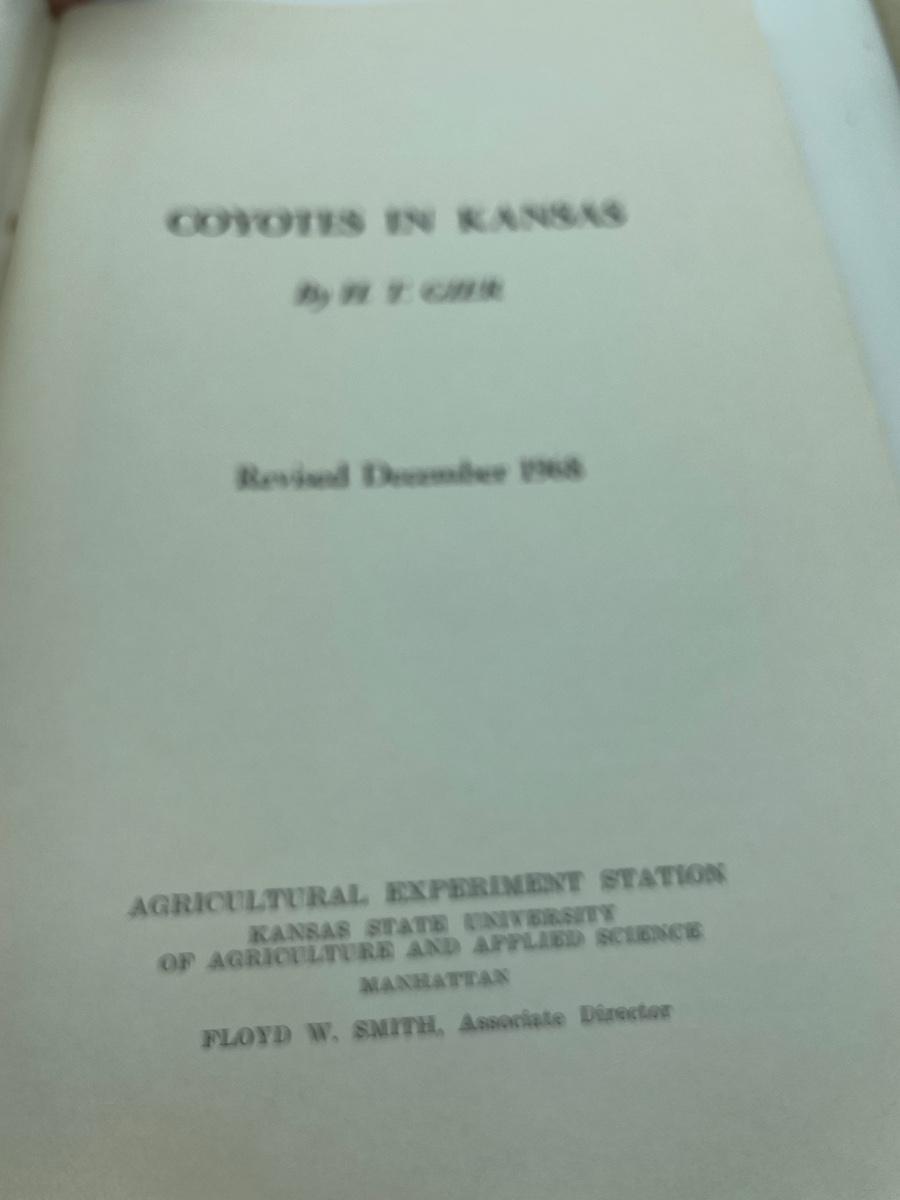 COYOTES IN KANSAS
By H. T. GIER
Revised December 1968
AGRICULTURAL EXPERIMENT STATION
KANSAS STATE UNIVERSITY
OF AGRICULTURE AND APPLIED SCIENCE
MANHATTAN
FLOYD W. SMITH, Associate Director